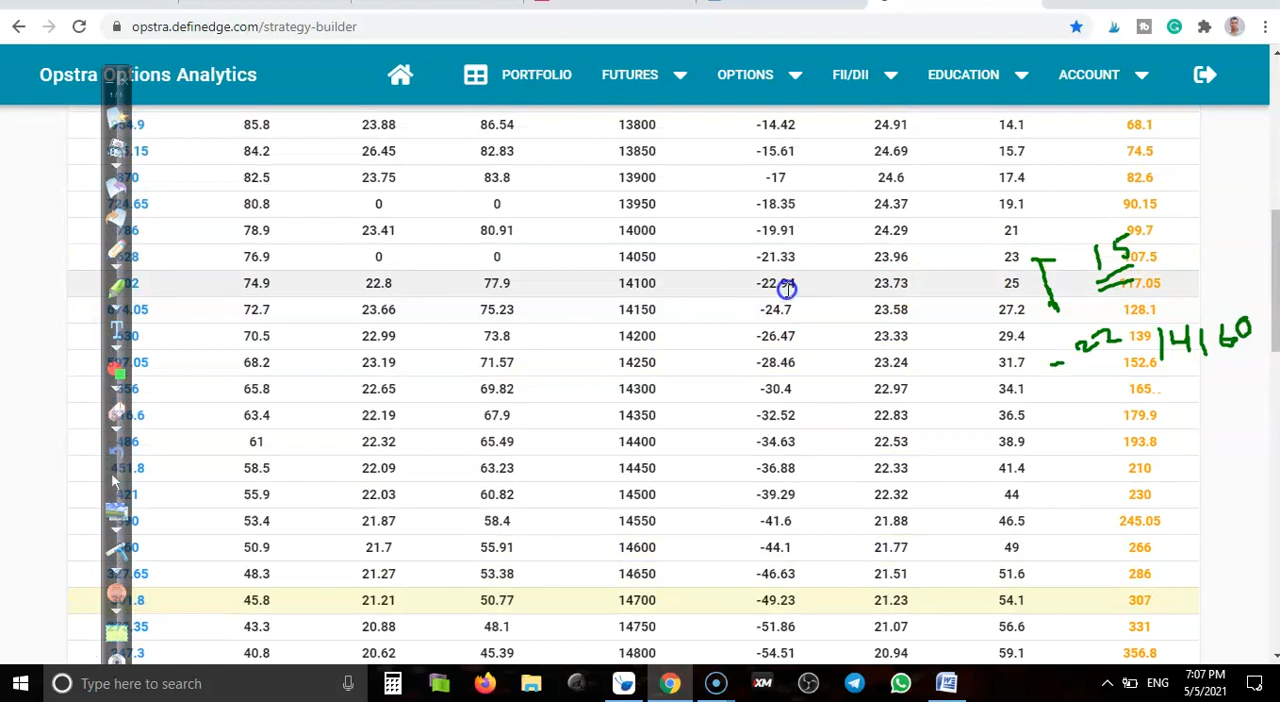 opstra.definedge.com/strategy-builder
Opstra Options Analytics PORTFOLIO FUTURES OPTIONS FII/DII EDUCATION ACCOUNT
1/1
85.8 23.88 86.54 13800 -14.42 24.91 14.1 68.1
84.2 26.45 82.83 13850 -15.61 24.69 15.7 74.5
82.5 23.75 83.8 13900 -17 24.6 17.4 82.6
80.8 0 0 13950 -18.35 24.37 19.1 90.15
78.9 23.41 80.91 14000 -19.91 24.29 21 99.7
76.9 0 0 14050 -21.33 23.96 23 107.5
15
74.9 22.8 77.9 14100 23.73 25 117.05
72.7 23.66 75.23 14150 -24.7 23.58 27.2 128.1
70.5 22.99 73.8 14200 -26.47 23.33 29.4 139
-22 14160
68.2 23.19 71.57 14250 -28.46 23.24 31.7 152.6
65.8 22.65 69.82 14300 -30.4 22.97 34.1 165
63.4 22.19 67.9 14350 -32.52 22.83 36.5 179.9
61 22.32 65.49 14400 -34.63 22.53 38.9 193.8
58.5 22.09 63.23 14450 -36.88 22.33 41.4 210
55.9 22.03 60.82 14500 -39.29 22.32 44 230
53.4 21.87 58.4 14550 -41.6 21.88 46.5 245.05
50.9 21.7 55.91 14600 -44.1 21.77 49 266
48.3 21.27 53.38 14650 -46.63 21.51 51.6 286
45.8 21.21 50.77 14700 -49.23 21.23 54.1 307
43.3 20.88 48.1 14750 -51.86 21.07 56.6 331
40.8 20.62 45.39 14800 -54.51 20.94 59.1 356.8
Type here to search XM ENG 7:07 PM
5/5/2021